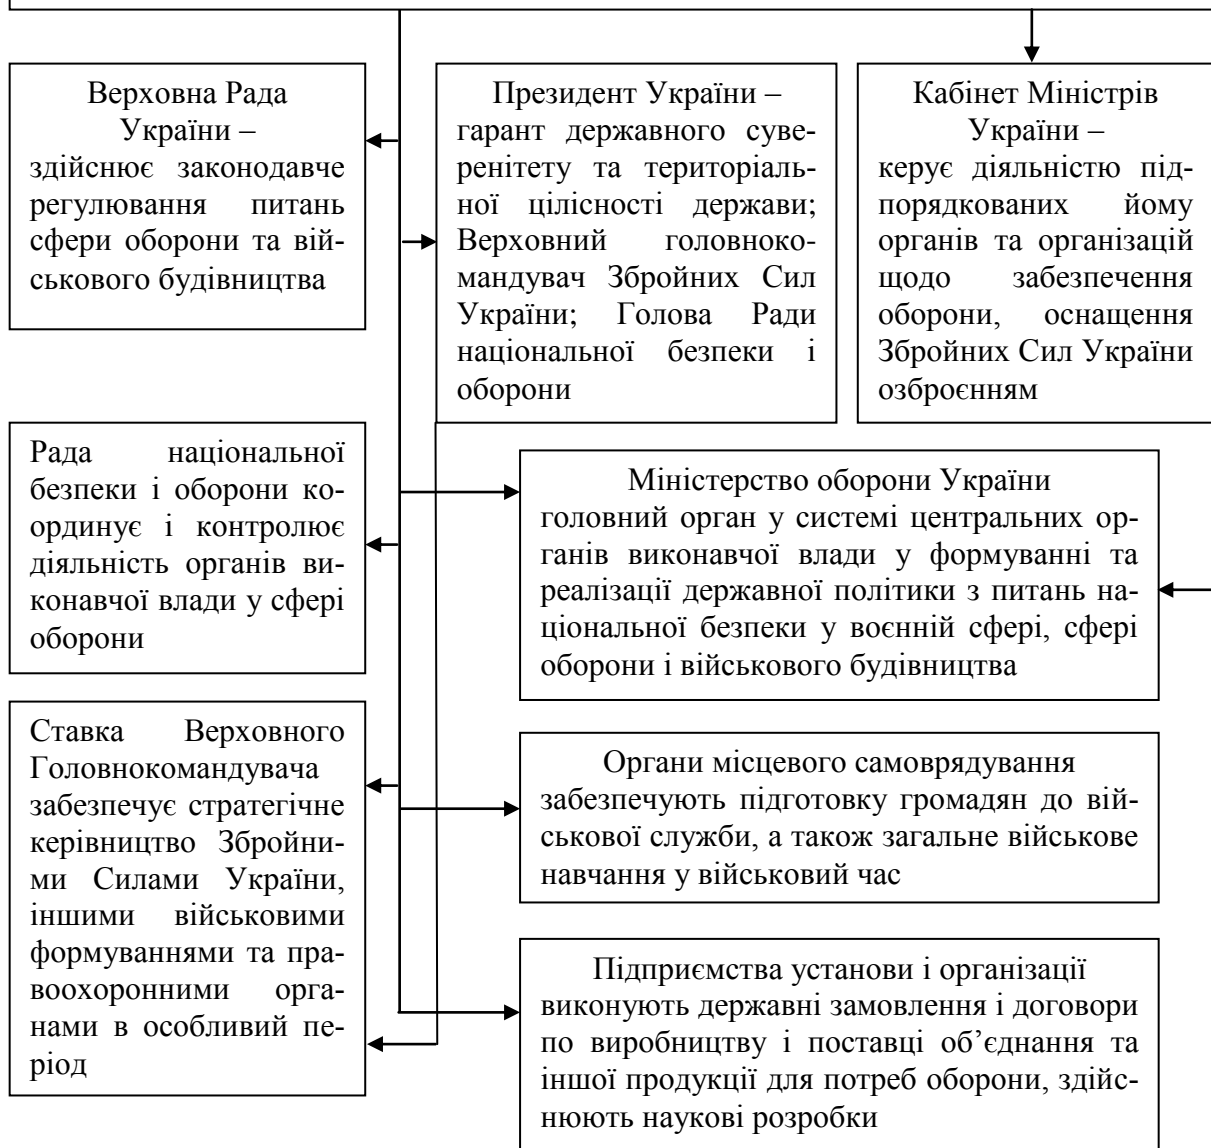 Верховна Рада
України –
здійснює законодавче
регулювання питань
сфери оборони та вій-
ськового будівництва
Президент України –
гарант державного суве-
ренітету та територіаль-
ної цілісності держави;
Верховний головноко-
мандувач Збройних Сил
України; Голова Ради
національної безпеки і
оборони
Кабінет Міністрів
України –
керує діяльністю під-
порядкованих йому
органів та організацій
щодо забезпечення
оборони, оснащення
Збройних Сил України
озброєнням
Рада національної
безпеки і оборони ко-
ординує і контролює
діяльність органів ви-
конавчої влади у сфері
оборони
Міністерство оборони України
головний орган у системі центральних ор-
ганів виконавчої влади у формуванні та
реалізації державної політики з питань на-
ціональної безпеки у воєнній сфері, сфері
оборони і військового будівництва
Ставка Верховного
Головнокомандувача
забезпечує стратегічне
керівництво Збройни-
ми Силами України,
іншими військовими
формуваннями та пра-
воохоронними орга-
нами в особливий пе-
ріод
Органи місцевого самоврядування
забезпечують підготовку громадян до вій-
ськової служби, а також загальне військове
навчання у військовий час
Підприємства установи і організації
виконують державні замовлення і договори
по виробництву і поставці об’єднання та
іншої продукції для потреб оборони, здійс-
нюють наукові розробки